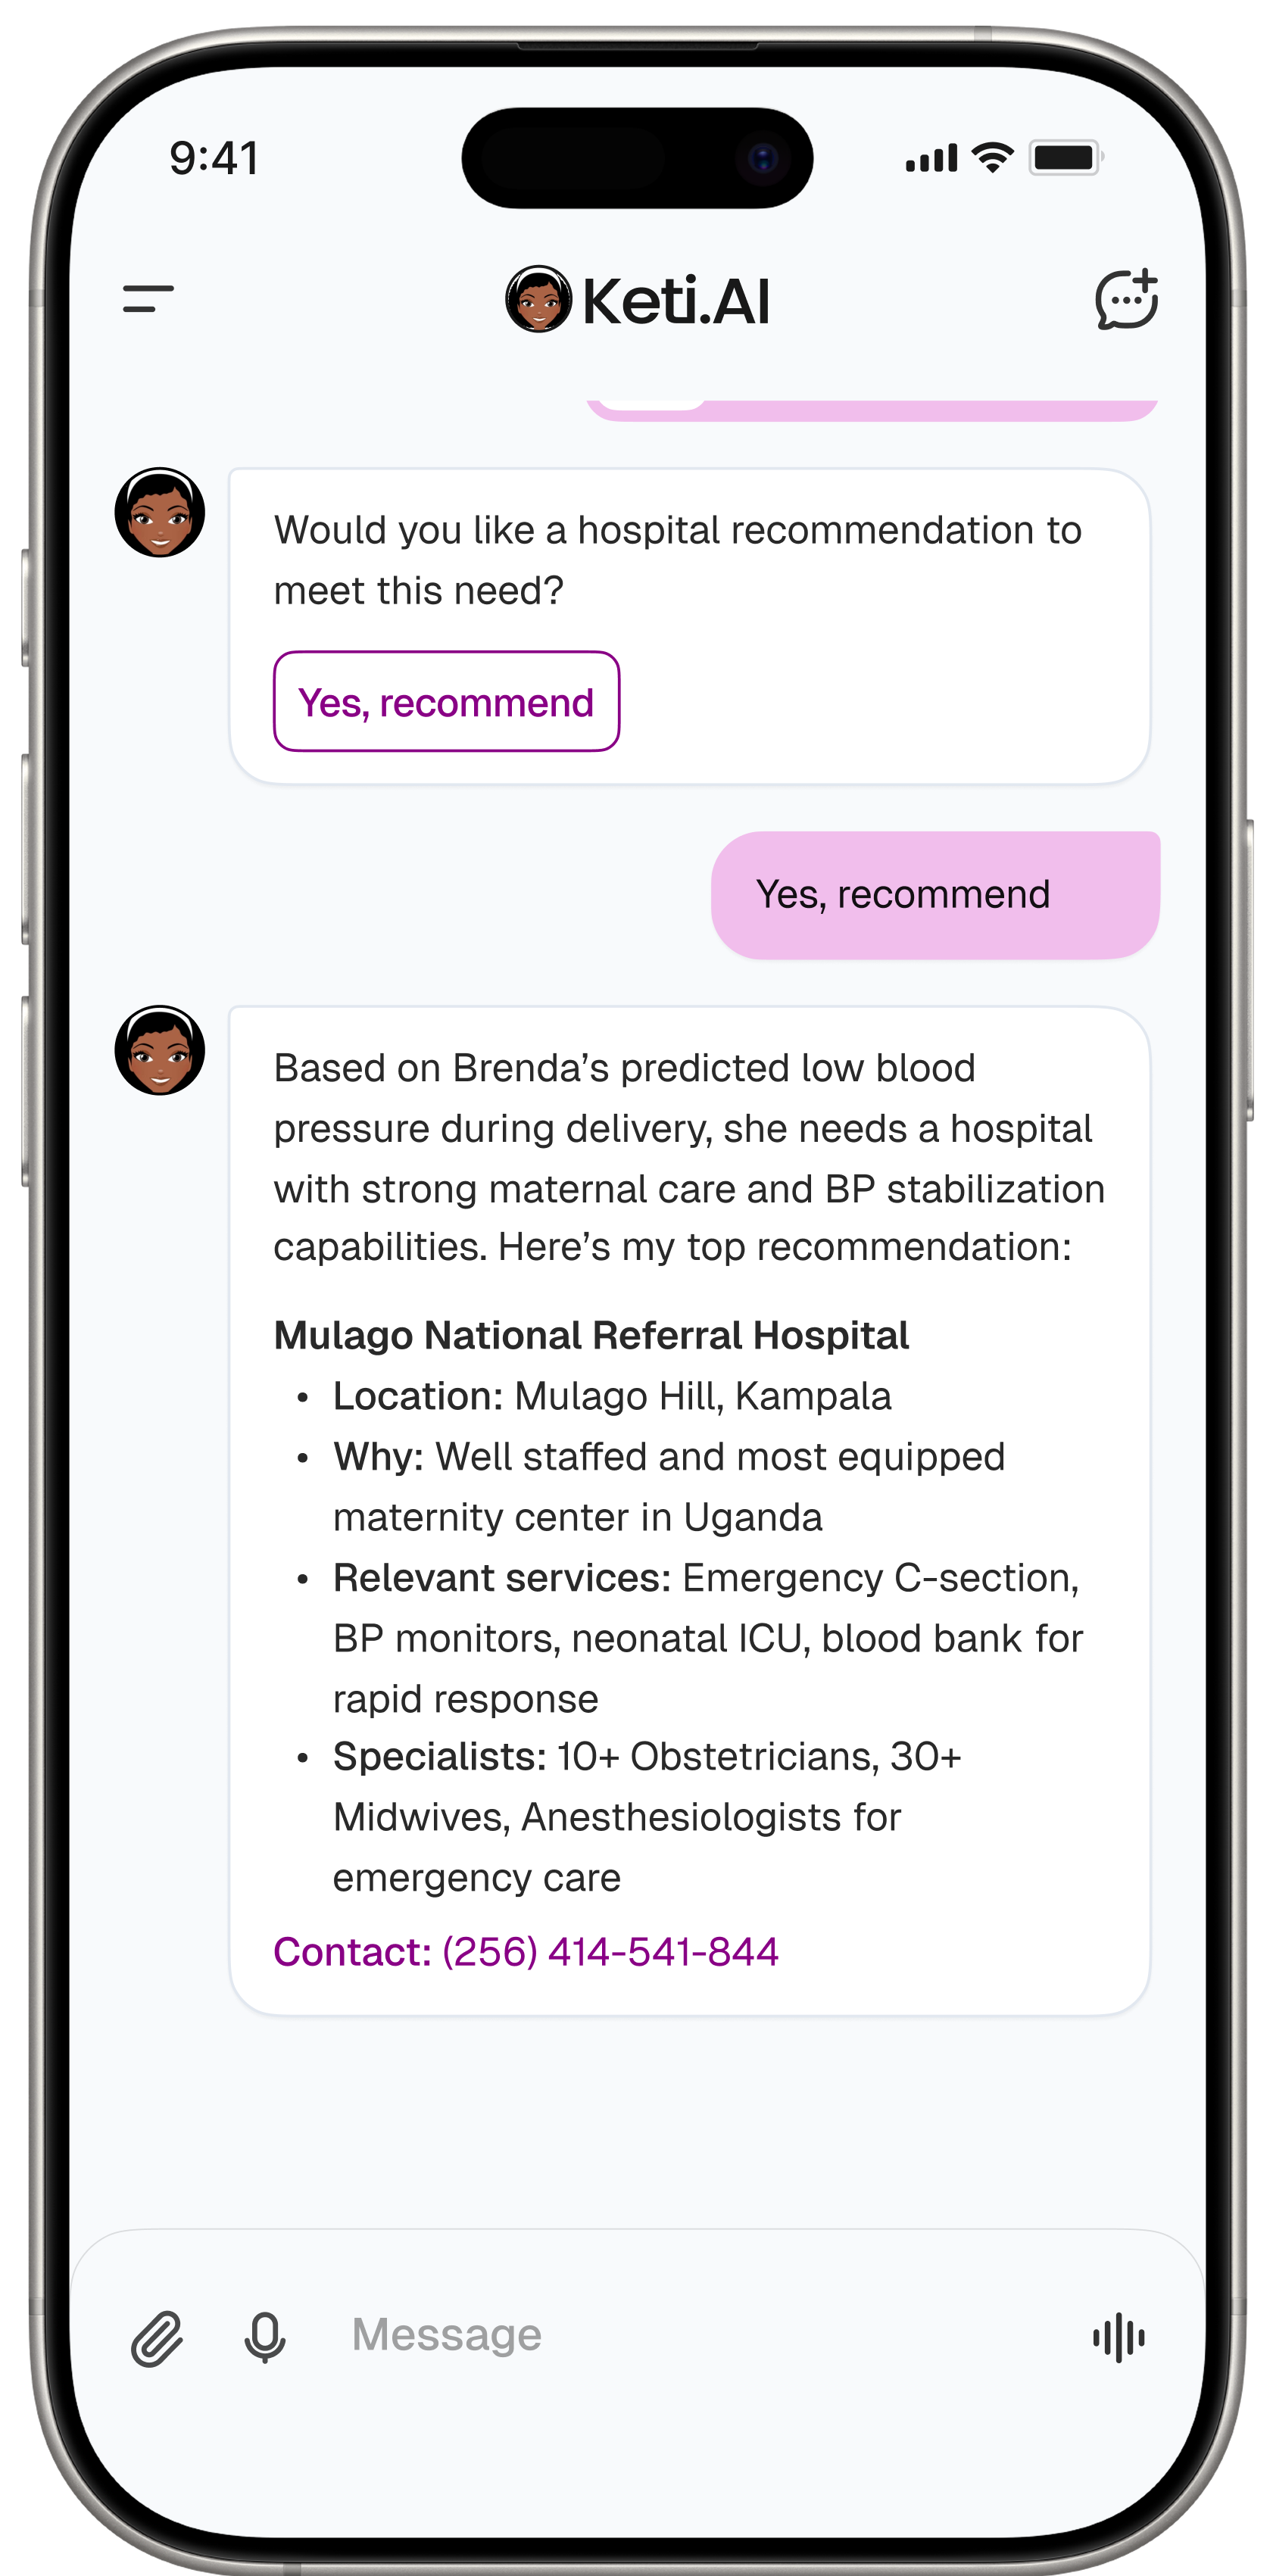 9:41
Keti.AI
Would you like a hospital recommendation to
meet this need?
Yes, recommend
Yes, recommend
Based on Brenda’s predicted low blood
pressure during delivery, she needs a hospital
with strong maternal care and BP stabilization
capabilities. Here’s my top recommendation:
Mulago National Referral Hospital
• Location: Mulago Hill, Kampala
• Why: Well staffed and most equipped
maternity center in Uganda
• Relevant services: Emergency C-section,
BP monitors, neonatal ICU, blood bank for
rapid response
• Specialists: 10+ Obstetricians, 30+
Midwives, Anesthesiologists for
emergency care
Contact: (256) 414-541-844
Message